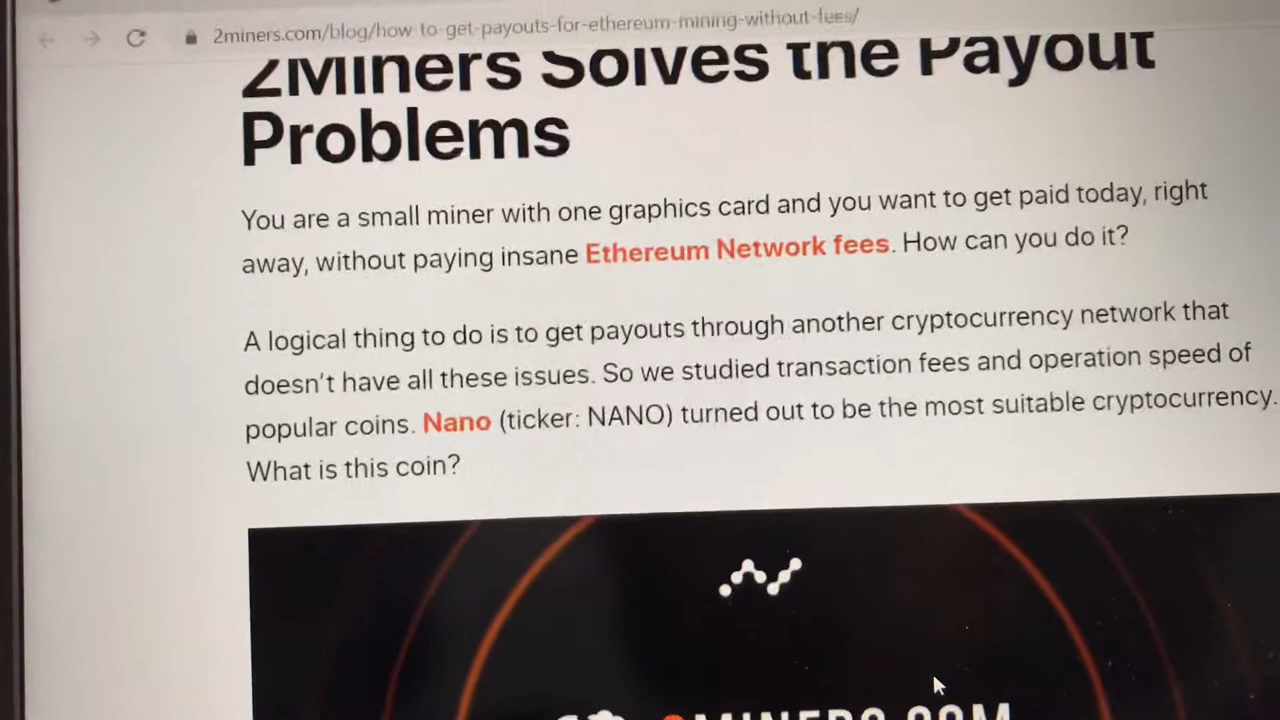 2miners.com/blog/how-to-get-payouts-for-ethereum-mining-without-fees/
2Miners Solves the Payout
Problems
You are a small miner with one graphics card and you want to get paid today, right
away, without paying insane Ethereum Network fees. How can you do it?
A logical thing to do is to get payouts through another cryptocurrency network that
doesn't have all these issues. So we studied transaction fees and operation speed of
popular coins. Nano (ticker: NANO) turned out to be the most suitable cryptocurrency.
What is this coin?
2MINERS.COM